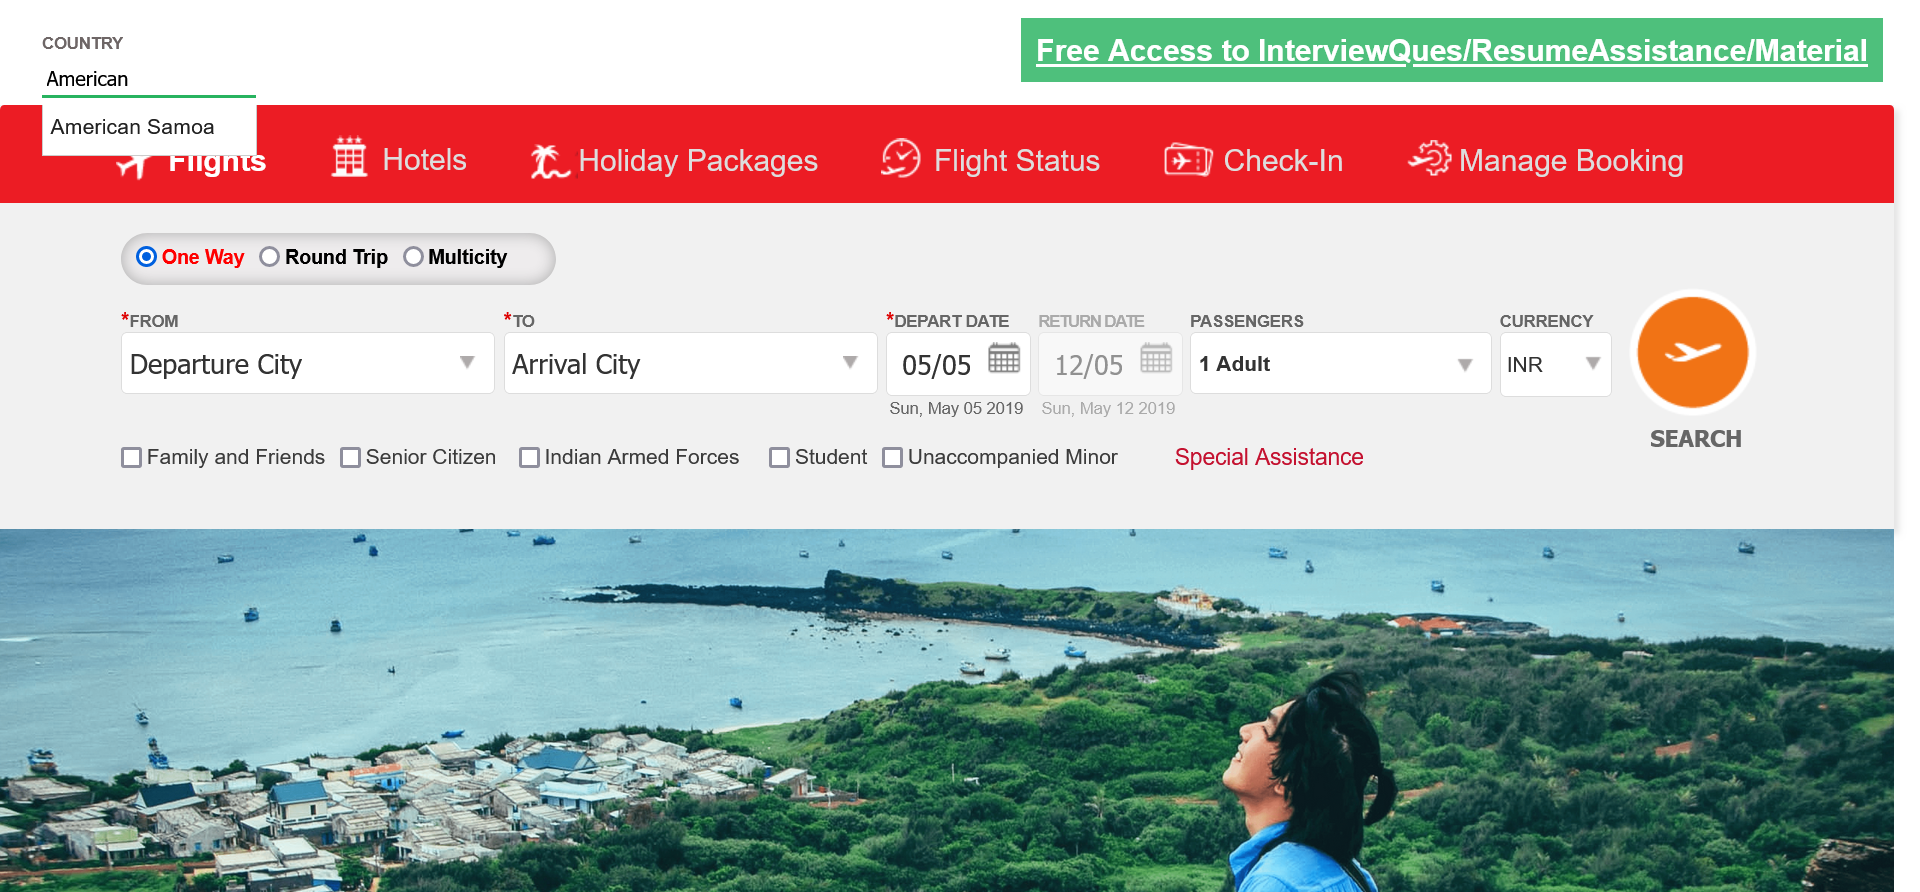 COUNTRY
American
American Samoa
Free Access to InterviewQues/ResumeAssistance/Material
Flights
Hotels
Holiday Packages
Flight Status
Check-In
Manage Booking
One Way
Round Trip
Multicity
*FROM
Departure City
*TO
Arrival City
*DEPART DATE
05/05
Sun, May 05 2019
RETURN DATE
12/05
Sun, May 12 2019
PASSENGERS
1 Adult
CURRENCY
INR
SEARCH
Family and Friends
Senior Citizen
Indian Armed Forces
Student
Unaccompanied Minor
Special Assistance